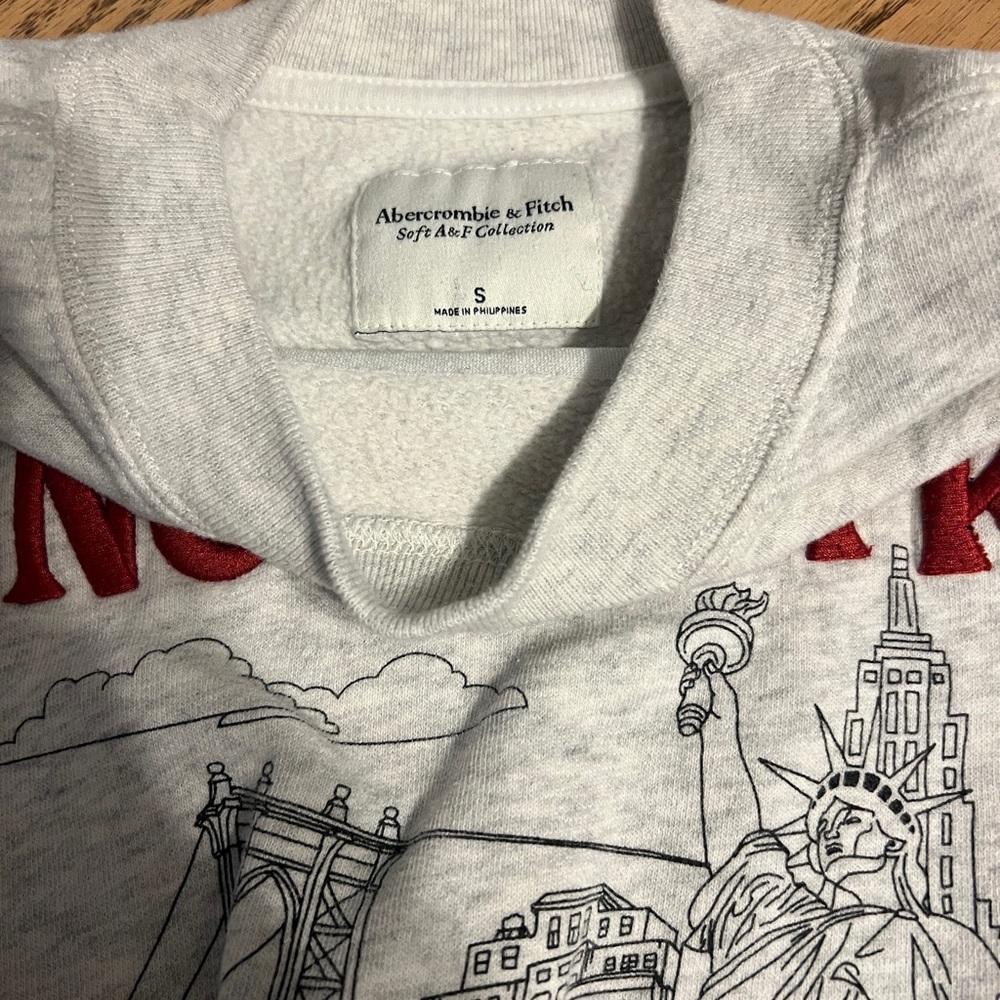 Abercrombie & Fitch
Soft A&F Collection
S
MADE IN PHILIPPINES